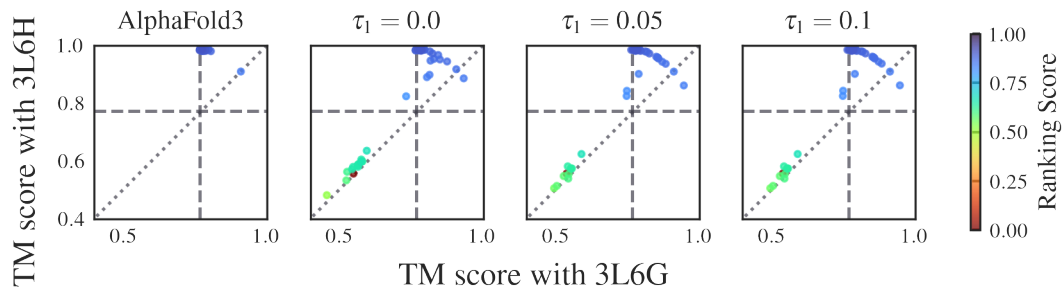 AlphaFold3
τ₁ = 0.0
τ₁ = 0.05
τ₁ = 0.1
TM score with 3L6H
1.0
0.8
0.6
0.4
0.5 1.0
0.5 1.0
0.5 1.0
0.5 1.0
TM score with 3L6G
1.00
0.75
0.50
0.25
0.00
Ranking Score